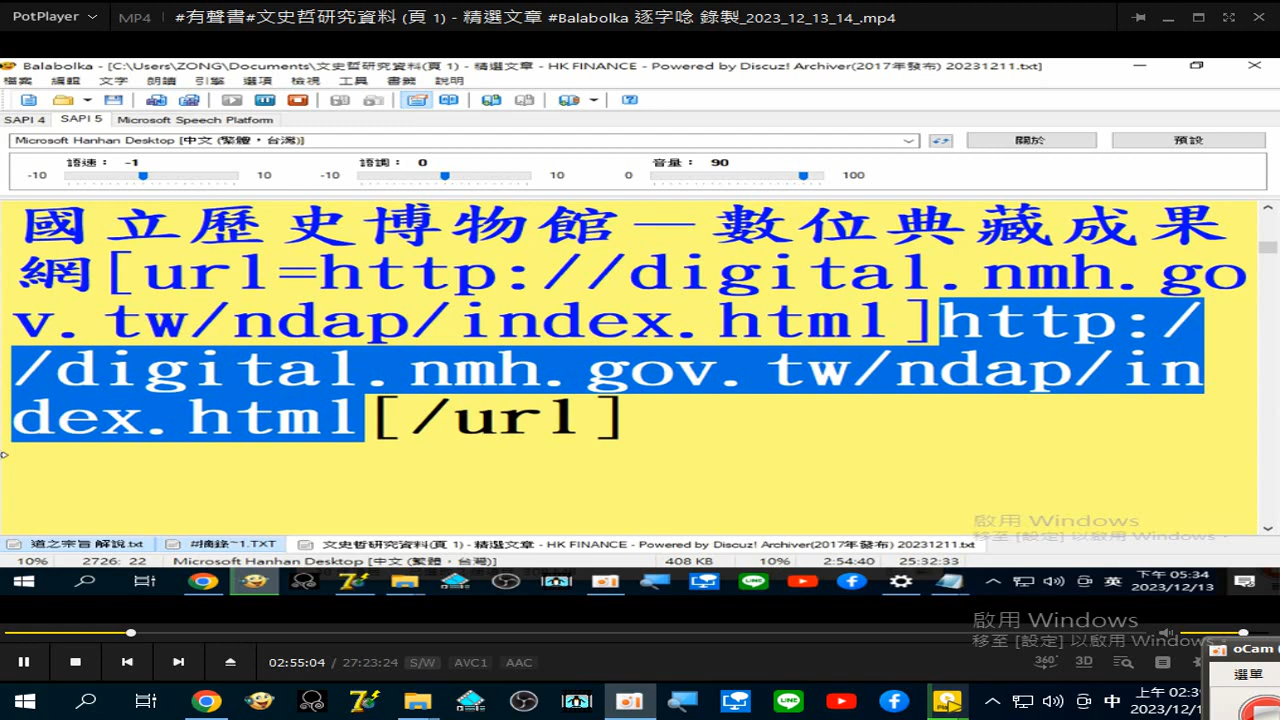 PotPlayer MP4 #有聲書#文史哲研究資料 (頁 1) - 精選文章 #Balabolka 逐字唸 錄製_2023_12_13_14_.mp4
Balabolka - [C:\Users\ZONG\Documents\文史哲研究資料(頁 1) - 精選文章 - HK FINANCE - Powered by Discuz! Archiver(2017年發布) 20231211.txt]
檔案 編輯 文字 朗讀 引擎 選項 檢視 工具 書籤 說明
SAPI 4 SAPI 5 Microsoft Speech Platform
Microsoft Hanhan Desktop [中文 (繁體，台灣)] 關於 預設
語速： -1 語調： 0 音量： 90
-10 10 -10 10 0 100
國立歷史博物館－數位典藏成果
網[url=http://digital.nmh.go
v.tw/ndap/index.html]http:/
/digital.nmh.gov.tw/ndap/in
dex.html[/url]
啟用 Windows
移至 [設定] 以啟用 Windows。
道之宗旨 解說.txt #摘錄~1.TXT 文史哲研究資料(頁 1) - 精選文章 - HK FINANCE - Powered by Discuz! Archiver(2017年發布) 20231211.txt
10% 2726: 22 Microsoft Hanhan Desktop [中文 (繁體，台灣)] 408 KB 10% 2:54:40 25:32:33
英 下午 05:34
2023/12/13
啟用 Windows
移至 [設定] 以啟用 Windows。
oCam
02:55:04 / 27:23:24 S/W AVC1 AAC 360° 3D
選單
中 上午 02:3
2023/12/1